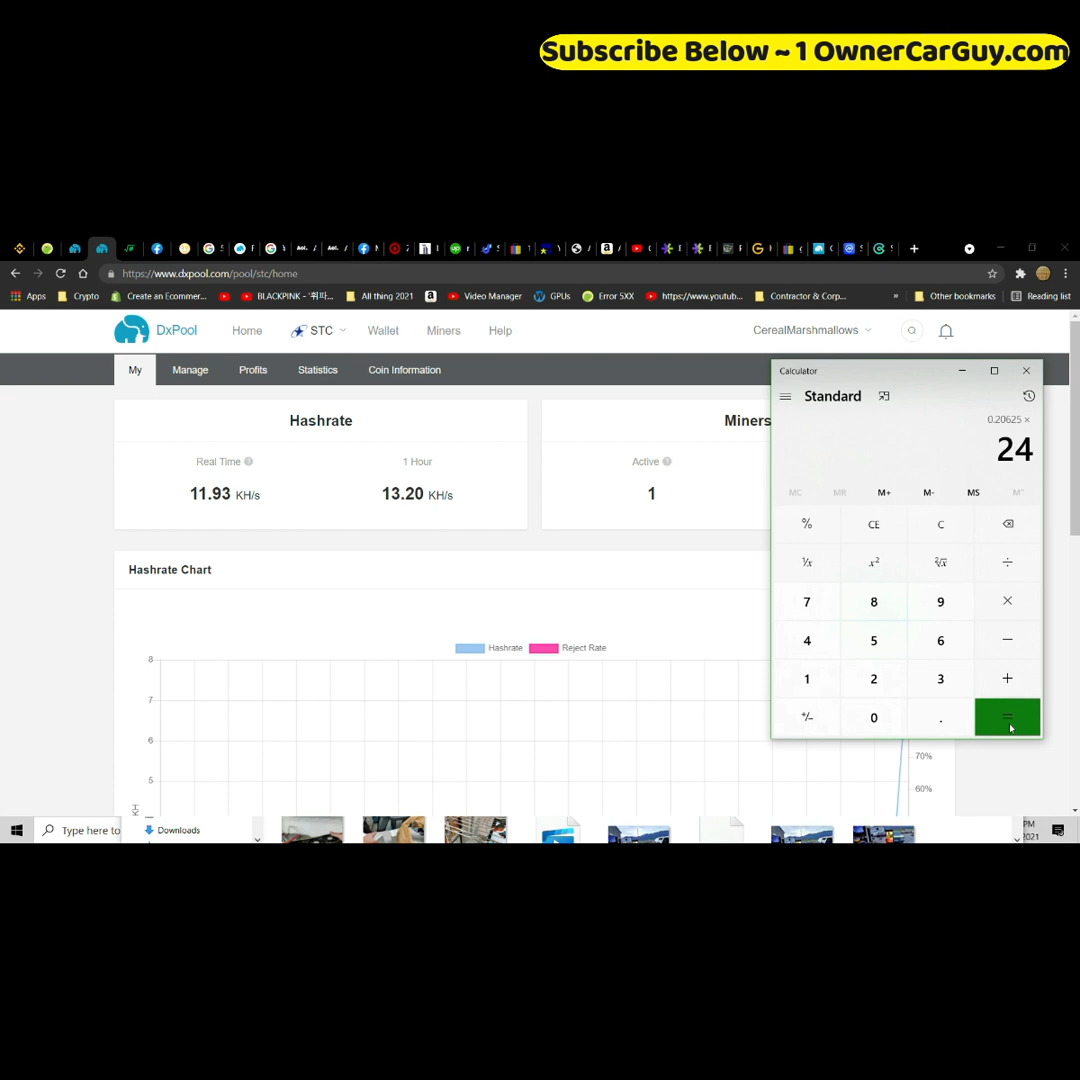 Subscribe Below ~ 1 OwnerCarGuy.com
https://www.dxpool.com/pool/stc/home
Apps Crypto Create an Ecommer... BLACKPINK - '휘파... All thing 2021 Video Manager GPUs Error 5XX https://www.youtub... Contractor & Corp... » Other bookmarks Reading list
DxPool Home STC Wallet Miners Help CerealMarshmallows
My Manage Profits Statistics Coin Information
Hashrate
Real Time 1 Hour
11.93 KH/s 13.20 KH/s
Miners
Active
1
Hashrate Chart
Hashrate Reject Rate
8
7
6
5
70%
60%
Calculator
Standard
0.20625 ×
24
MC MR M+ M- MS M˅
% CE C
⅟x x² ²√x ÷
7 8 9 ×
4 5 6 −
1 2 3 +
+/− 0 . =
Type here to
Downloads
PM
2021